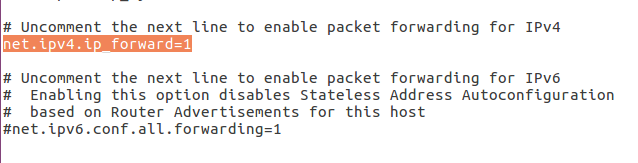 # Uncomment the next line to enable packet forwarding for IPv4
net.ipv4.ip_forward=1
# Uncomment the next line to enable packet forwarding for IPv6
#  Enabling this option disables Stateless Address Autoconfiguration
#  based on Router Advertisements for this host
#net.ipv6.conf.all.forwarding=1